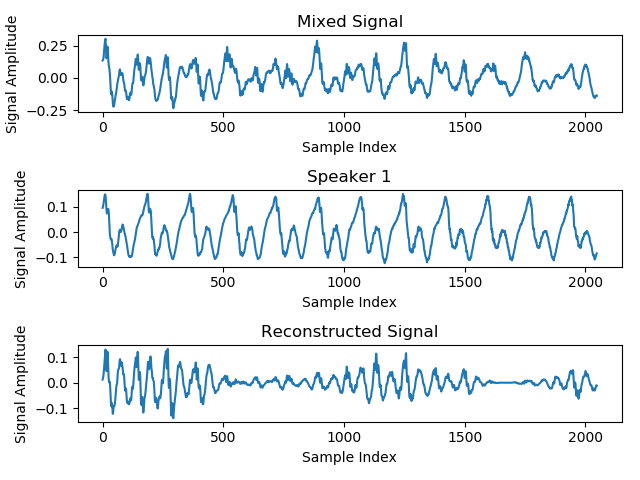 Mixed Signal
Signal Amplitude
0.25
0.00
−0.25
0
500
1000
1500
2000
Sample Index
Speaker 1
Signal Amplitude
0.1
0.0
−0.1
0
500
1000
1500
2000
Sample Index
Reconstructed Signal
Signal Amplitude
0.1
0.0
−0.1
0
500
1000
1500
2000
Sample Index